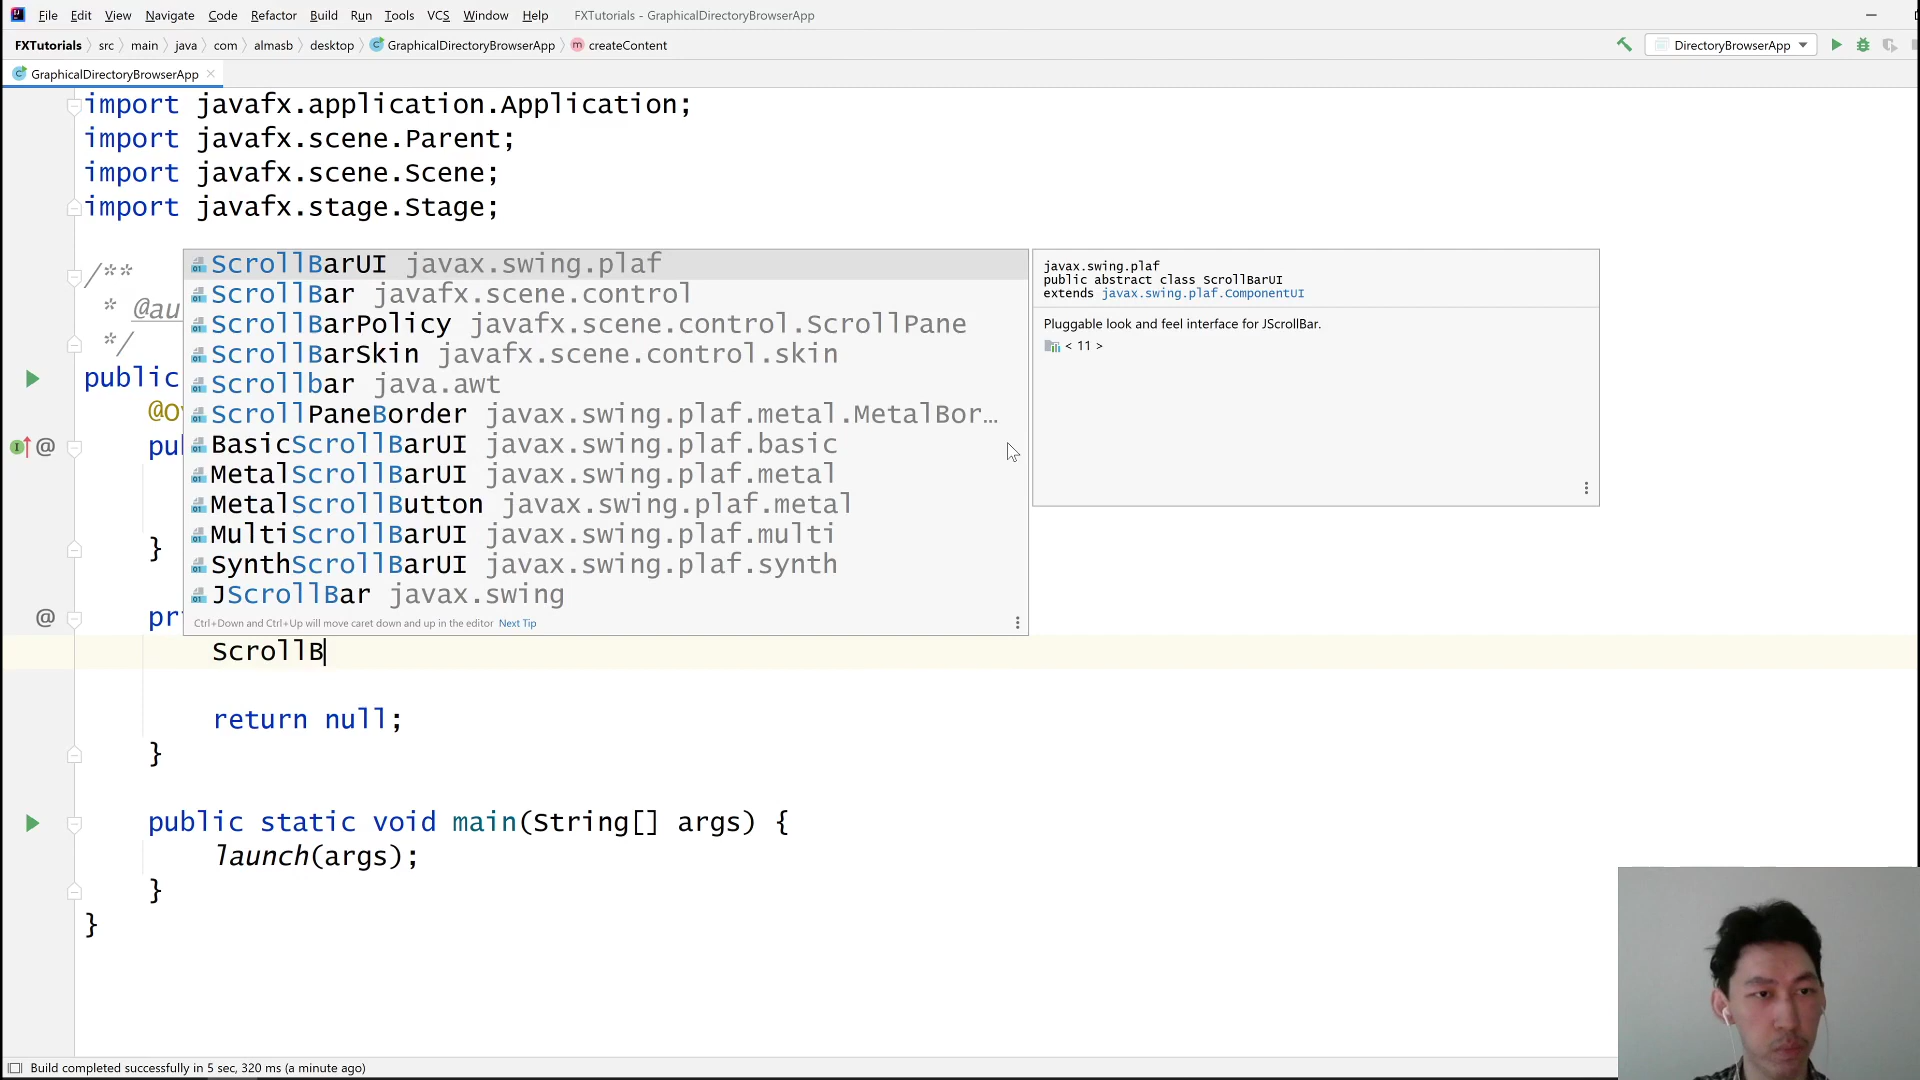 File Edit View Navigate Code Refactor Build Run Tools VCS Window Help FXTutorials - GraphicalDirectoryBrowserApp
FXTutorials src main java com almasb desktop GraphicalDirectoryBrowserApp createContent DirectoryBrowserApp
GraphicalDirectoryBrowserApp
import javafx.application.Application;
import javafx.scene.Parent;
import javafx.scene.Scene;
import javafx.stage.Stage;
/**
* @au
*/
public
@Ov
pub
}
pri
ScrollBarUI javax.swing.plaf
ScrollBar javafx.scene.control
ScrollBarPolicy javafx.scene.control.ScrollPane
ScrollBarSkin javafx.scene.control.skin
Scrollbar java.awt
ScrollPaneBorder javax.swing.plaf.metal.MetalBor…
BasicScrollBarUI javax.swing.plaf.basic
MetalScrollBarUI javax.swing.plaf.metal
MetalScrollButton javax.swing.plaf.metal
MultiScrollBarUI javax.swing.plaf.multi
SynthScrollBarUI javax.swing.plaf.synth
JScrollBar javax.swing
Ctrl+Down and Ctrl+Up will move caret down and up in the editor Next Tip
javax.swing.plaf
public abstract class ScrollBarUI
extends javax.swing.plaf.ComponentUI
Pluggable look and feel interface for JScrollBar.
< 11 >
ScrollB
return null;
}
public static void main(String[] args) {
launch(args);
}
}
Build completed successfully in 5 sec, 320 ms (a minute ago)